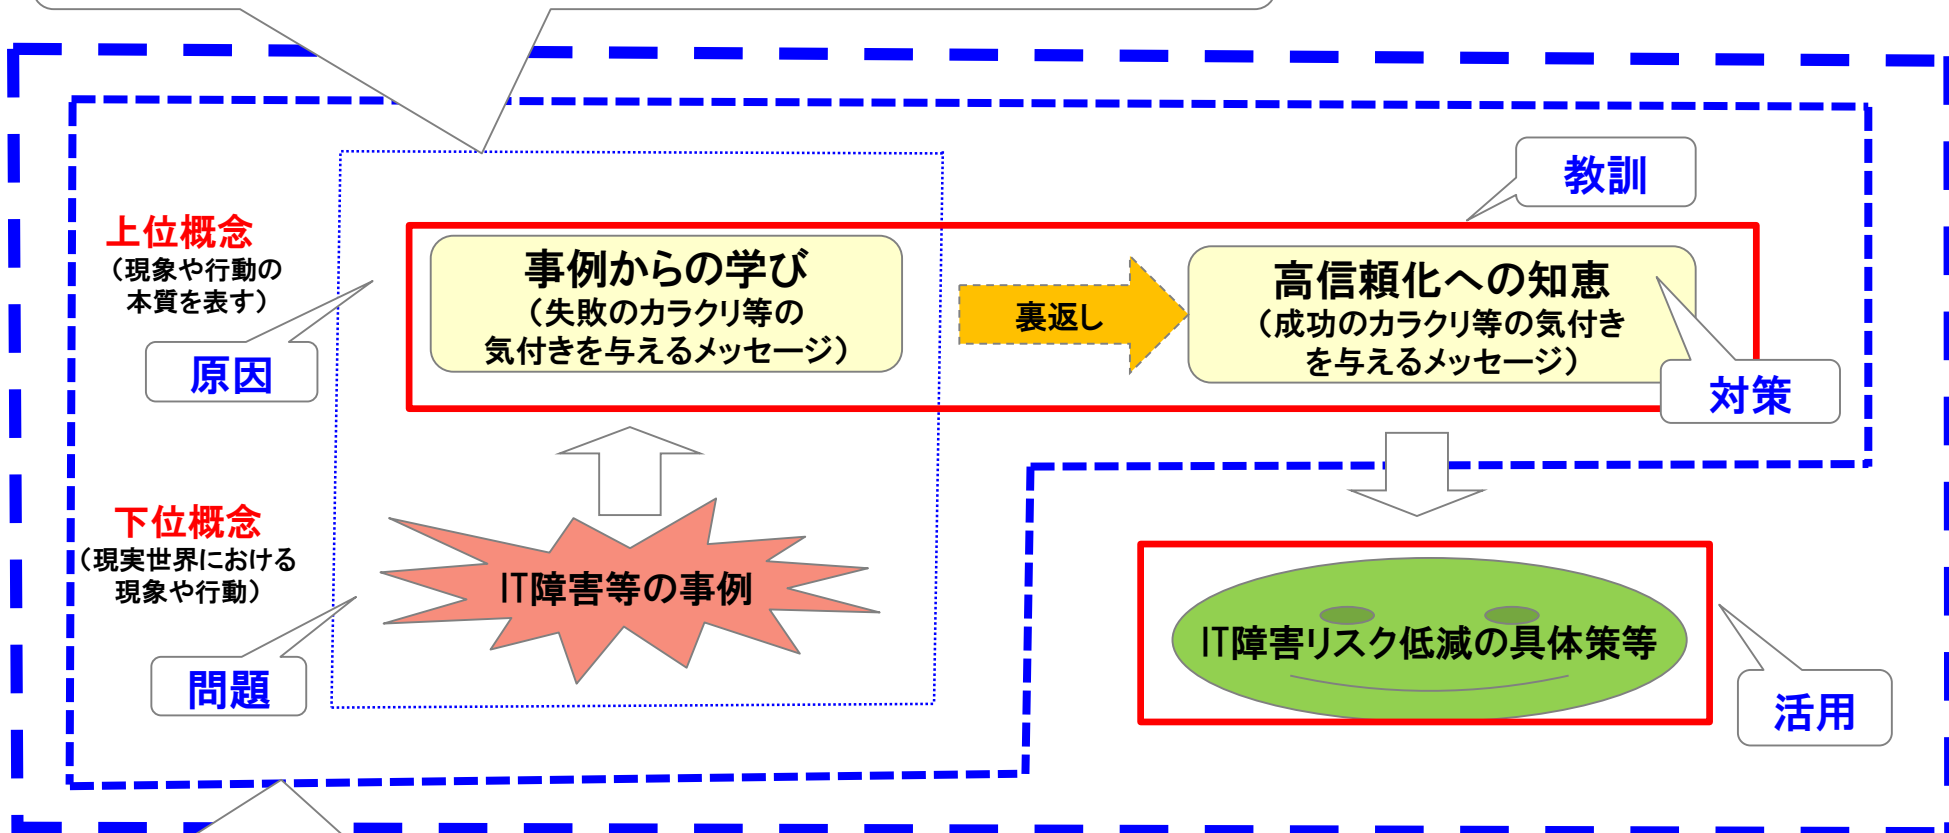 教訓
上位概念
（現象や行動の
本質を表す）
事例からの学び
（失敗のカラクリ等の
気付きを与えるメッセージ）
裏返し
高信頼化への知恵
（成功のカラクリ等の気付き
を与えるメッセージ）
原因
対策
下位概念
（現実世界における
現象や行動）
IT障害等の事例
IT障害リスク低減の具体策等
問題
活用